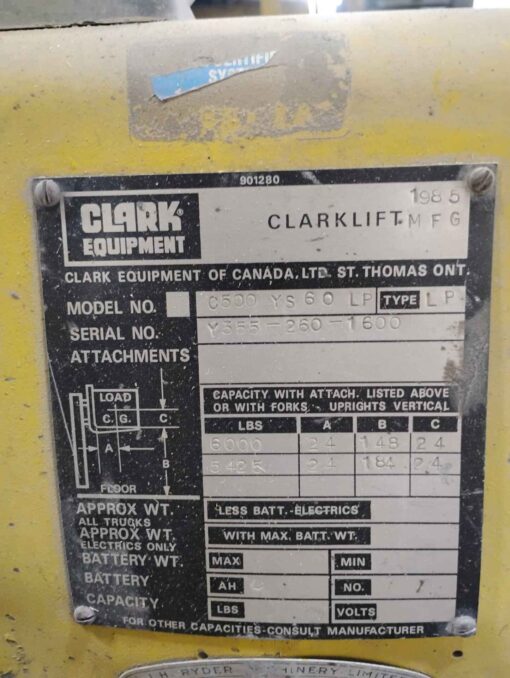 901280
CLARK
EQUIPMENT
CLARKLIFT
1985
MFG
CLARK EQUIPMENT OF CANADA, LTD ST. THOMAS ONT.
MODEL NO. C500 YS60 LP TYPE LP
SERIAL NO. Y355-260-1600
ATTACHMENTS
LOAD
C. G.
C
A
B
FLOOR
CAPACITY WITH ATTACH. LISTED ABOVE
OR WITH FORKS - UPRIGHTS VERTICAL
LBS A B C
6000 24 148 24
5425 24 184 24
APPROX WT. LESS BATT.-ELECTRICS
ALL TRUCKS
APPROX WT. WITH MAX. BATT. WT.
ELECTRICS ONLY
BATTERY WT. MAX MIN
BATTERY AH NO.
CAPACITY LBS VOLTS
FOR OTHER CAPACITIES-CONSULT MANUFACTURER
RYDER LIMITED